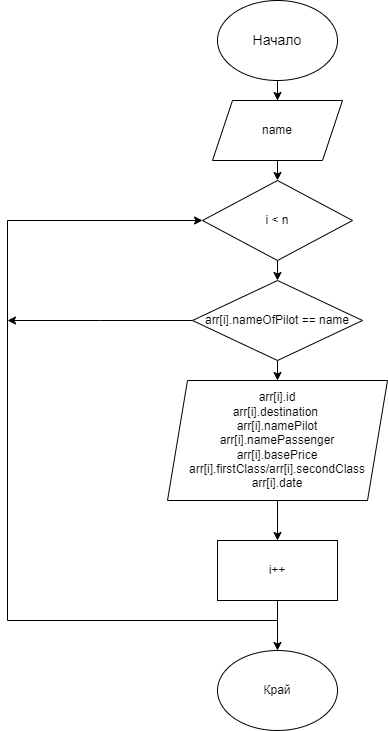 Начало
name
i < n
arr[i].nameOfPilot == name
arr[i].id
arr[i].destination
arr[i].namePilot
arr[i].namePassenger
arr[i].basePrice
arr[i].firstClass/arr[i].secondClass
arr[i].date
i++
Край